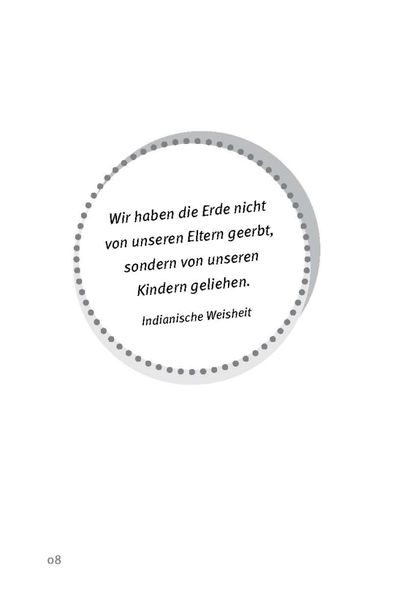 Wir haben die Erde nicht
von unseren Eltern geerbt,
sondern von unseren
Kindern geliehen.
Indianische Weisheit
08